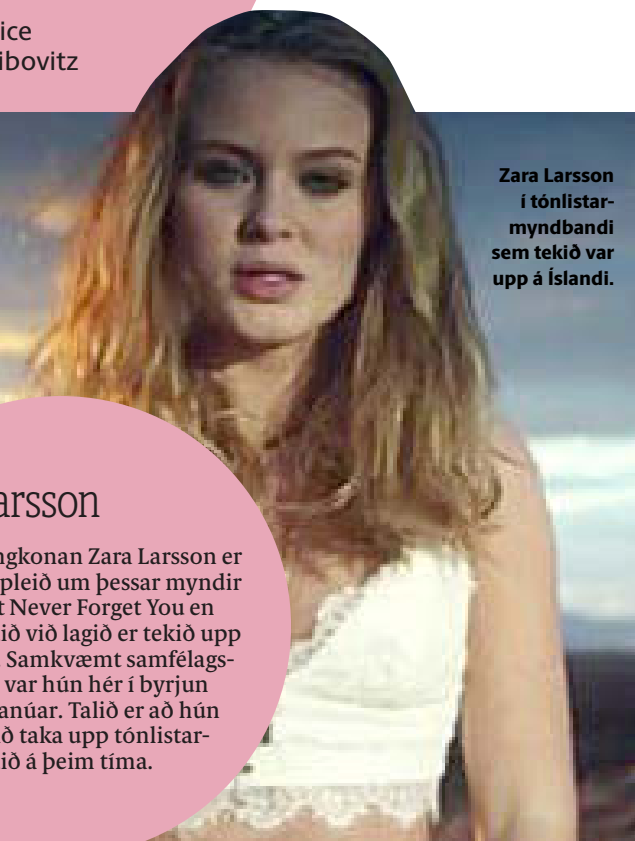 ice
ibovitz
Zara Larsson
í tónlistar-
myndbandi
sem tekið var
upp á Íslandi.
arsson
ngkonan Zara Larsson er
pleið um þessar myndir
t Never Forget You en
ið við lagið er tekið upp
. Samkvæmt samfélags-
var hún hér í byrjun
anúar. Talið er að hún
ð taka upp tónlistar-
ið á þeim tíma.